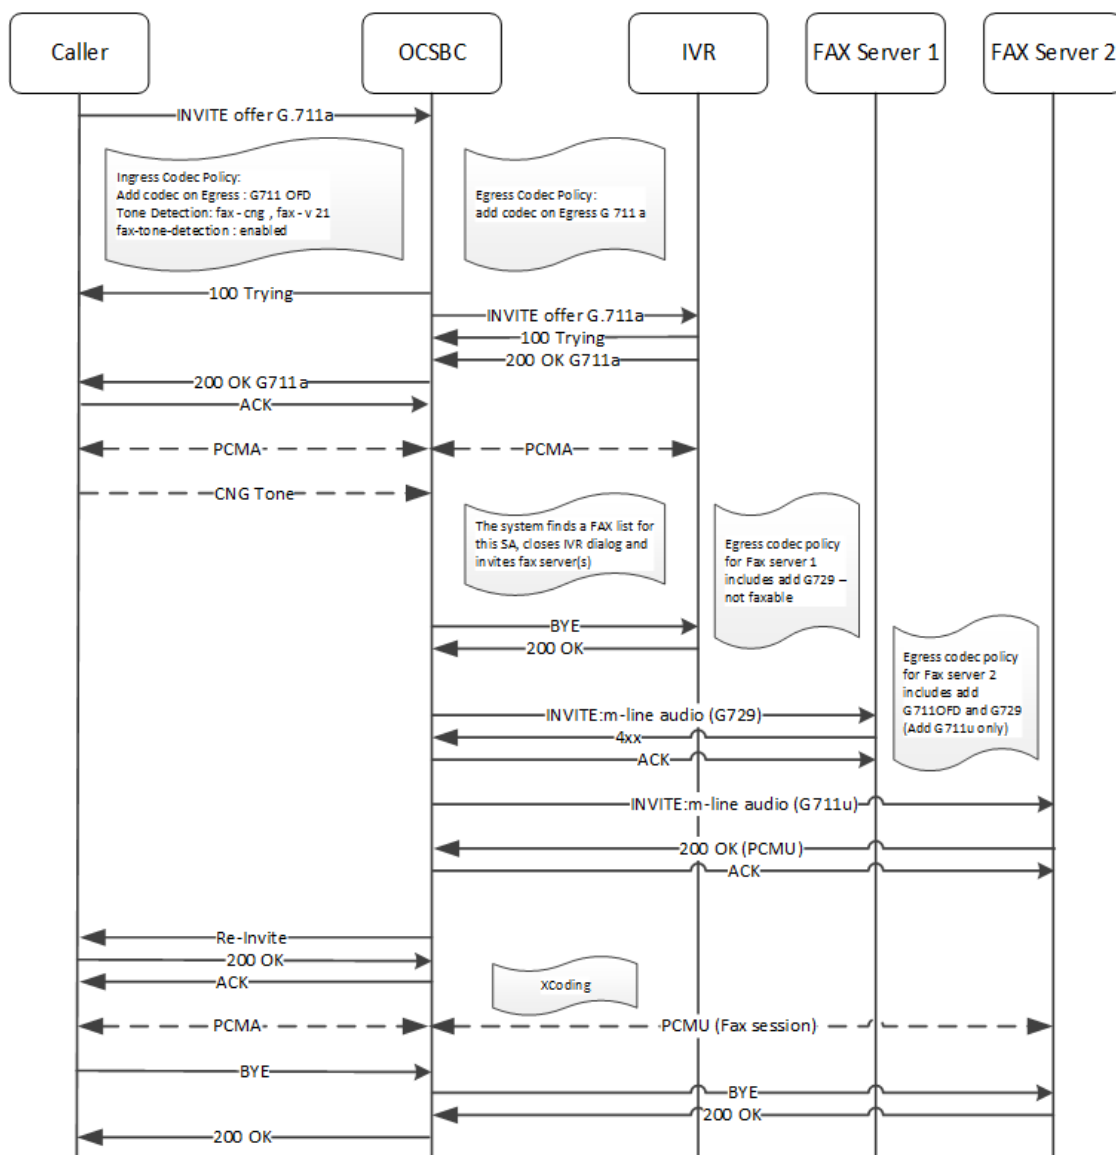 Caller
OCSBC
IVR
FAX Server 1
FAX Server 2
INVITE offer G.711a
Ingress Codec Policy:
Add codec on Egress : G711 OFD
Tone Detection: fax - cng , fax - v 21
fax-tone-detection : enabled
Egress Codec Policy:
add codec on Egress G 711 a
100 Trying
INVITE offer G.711a
100 Trying
200 OK G711a
200 OK G711a
ACK
PCMA
PCMA
CNG Tone
The system finds a FAX list for
this SA, closes IVR dialog and
invites fax server(s)
Egress codec policy
for Fax server 1
includes add G729 –
not faxable
BYE
200 OK
Egress codec policy
for Fax server 2
includes add
G711OFD and G729
(Add G711u only)
INVITE:m-line audio (G729)
4xx
ACK
INVITE:m-line audio (G711u)
200 OK (PCMU)
ACK
Re-Invite
200 OK
ACK
XCoding
PCMA
PCMU (Fax session)
BYE
BYE
200 OK
200 OK